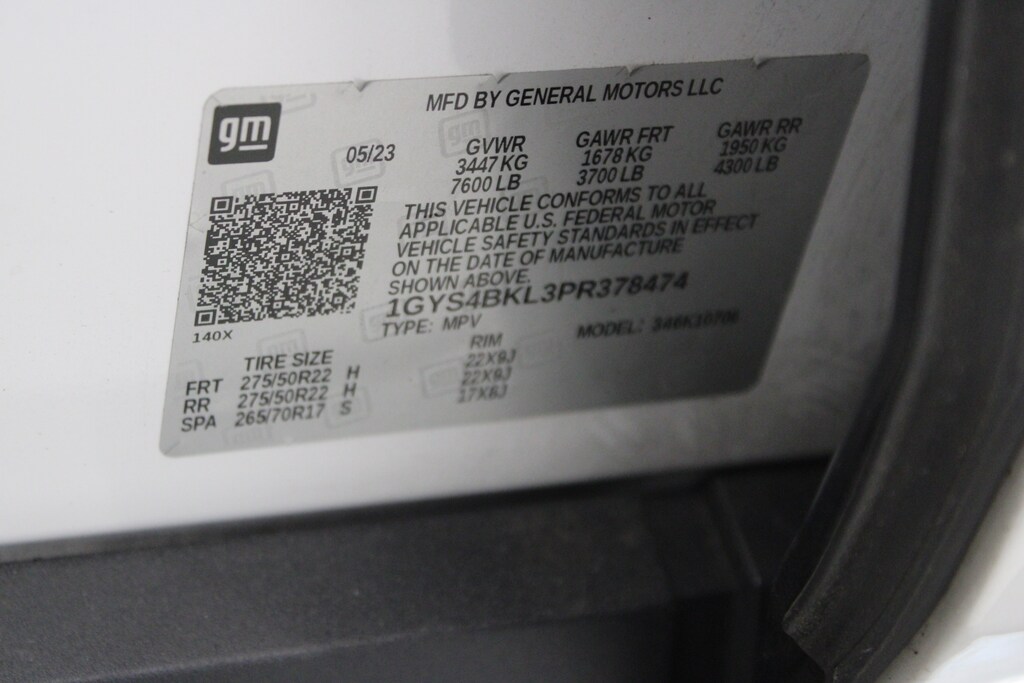 MFD BY GENERAL MOTORS LLC
gm
05/23 GVWR GAWR FRT GAWR RR
3447 KG 1678 KG 1950 KG
7600 LB 3700 LB 4300 LB
THIS VEHICLE CONFORMS TO ALL
APPLICABLE U.S. FEDERAL MOTOR
VEHICLE SAFETY STANDARDS IN EFFECT
ON THE DATE OF MANUFACTURE
SHOWN ABOVE.
1GYS4BKL3PR378474
140X
TYPE: MPV MODEL:
TIRE SIZE RIM
FRT 275/50R22 H 22X9J
RR 275/50R22 H 22X9J
SPA 265/70R17 S 17X8J